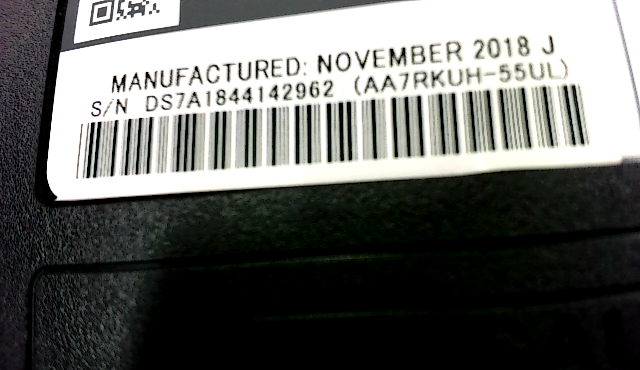 MANUFACTURED: NOVEMBER 2018 J
S/N DS7A1844142962 (AA7RKUH-55UL)